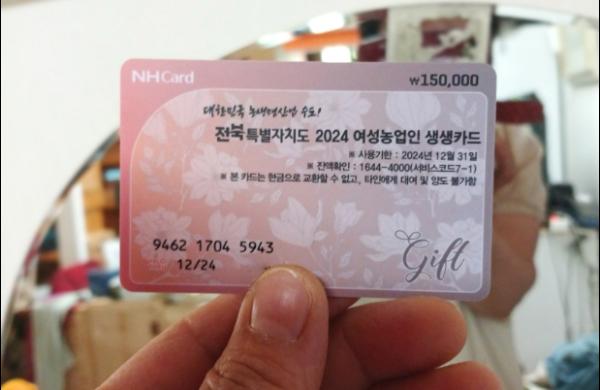 NHCard
₩150,000
대한민국 농생명산업 수도!
전북특별자치도 2024 여성농업인 생생카드
※ 사용기한 : 2024년 12월 31일
※ 잔액확인 : 1644-4000(서비스코드7-1)
※ 본 카드는 현금으로 교환할 수 없고, 타인에게 대여 및 양도 불가함
9462 1704 5943
12/24
Gift